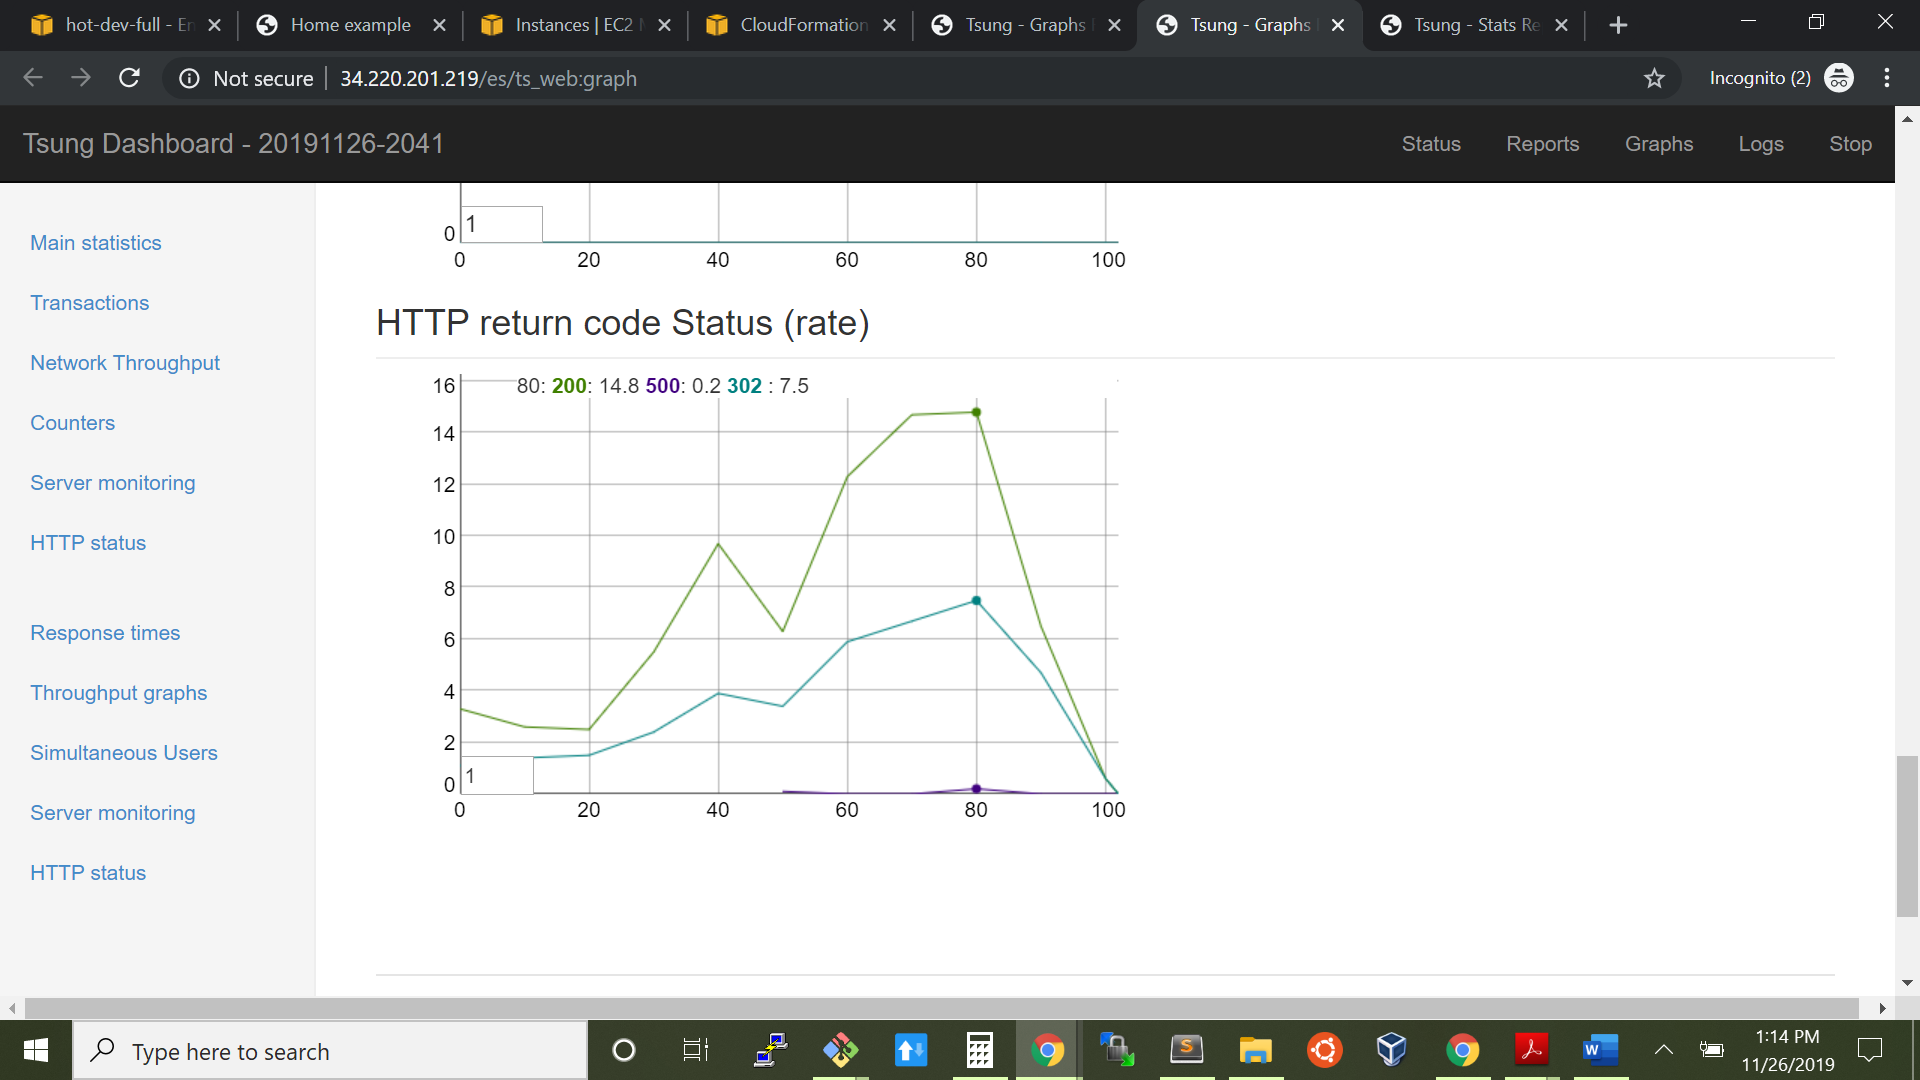 hot-dev-full - En
Home example
Instances | EC2 M
CloudFormation
Tsung - Graphs
Tsung - Graphs
Tsung - Stats Re
Not secure
34.220.201.219/es/ts_web:graph
Incognito (2)
Tsung Dashboard - 20191126-2041
Status
Reports
Graphs
Logs
Stop
Main statistics
Transactions
Network Throughput
Counters
Server monitoring
HTTP status
Response times
Throughput graphs
Simultaneous Users
Server monitoring
HTTP status
0
1
0 20 40 60 80 100
HTTP return code Status (rate)
80: 200: 14.8 500: 0.2 302 : 7.5
16
14
12
10
8
6
4
2
0
1
0 20 40 60 80 100
Type here to search
1:14 PM
11/26/2019